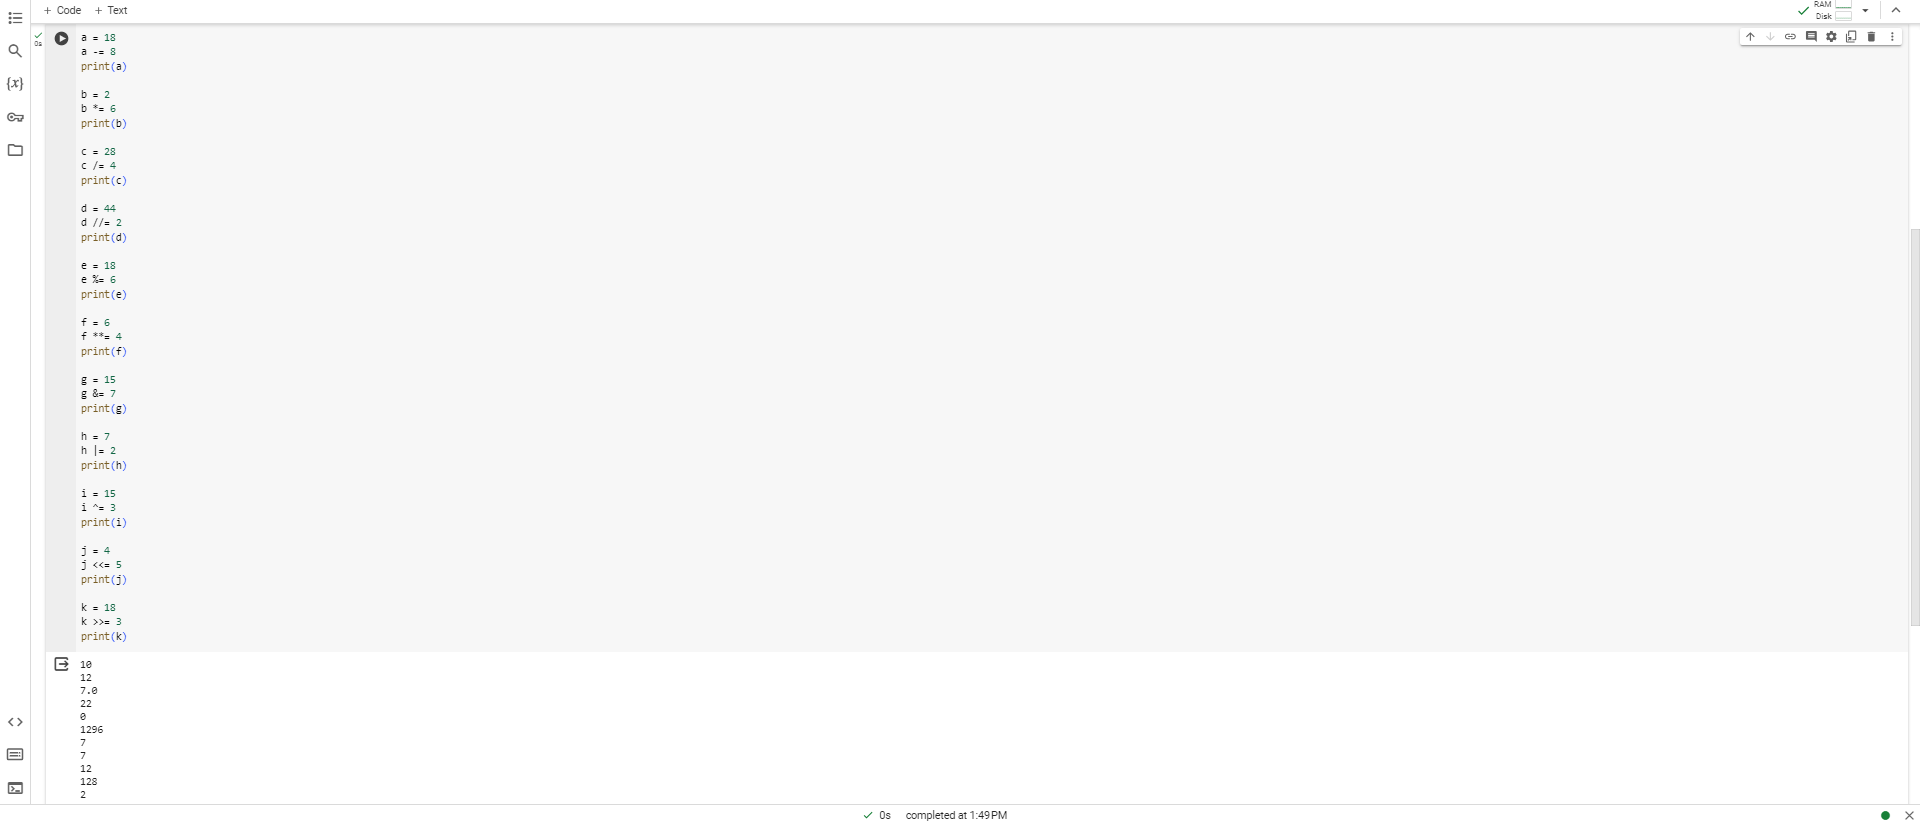 + Code + Text
RAM
Disk
0s
{x}
a = 18
a -= 8
print(a)
b = 2
b *= 6
print(b)
c = 28
c /= 4
print(c)
d = 44
d //= 2
print(d)
e = 18
e %= 6
print(e)
f = 6
f **= 4
print(f)
g = 15
g &= 7
print(g)
h = 7
h |= 2
print(h)
i = 15
i ^= 3
print(i)
j = 4
j <<= 5
print(j)
k = 18
k >>= 3
print(k)
10
12
7.0
22
0
1296
7
7
12
128
2
0s completed at 1:49 PM